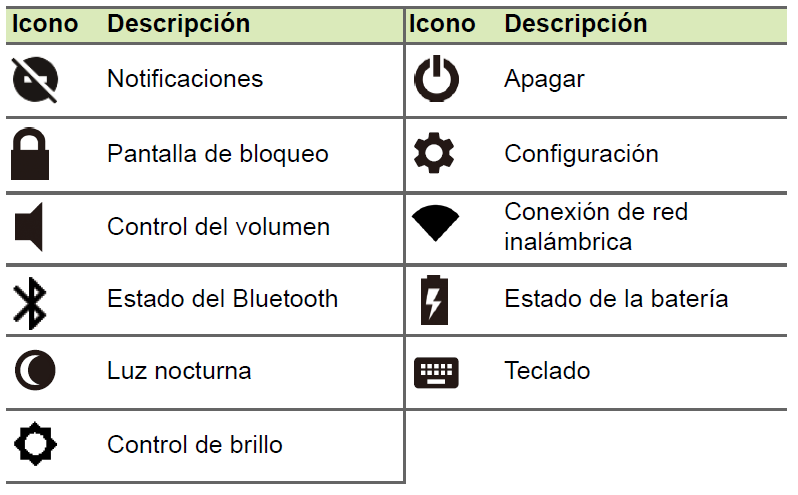 Icono Descripción Icono Descripción
Notificaciones Apagar
Pantalla de bloqueo Configuración
Control del volumen Conexión de red
inalámbrica
Estado del Bluetooth Estado de la batería
Luz nocturna Teclado
Control de brillo